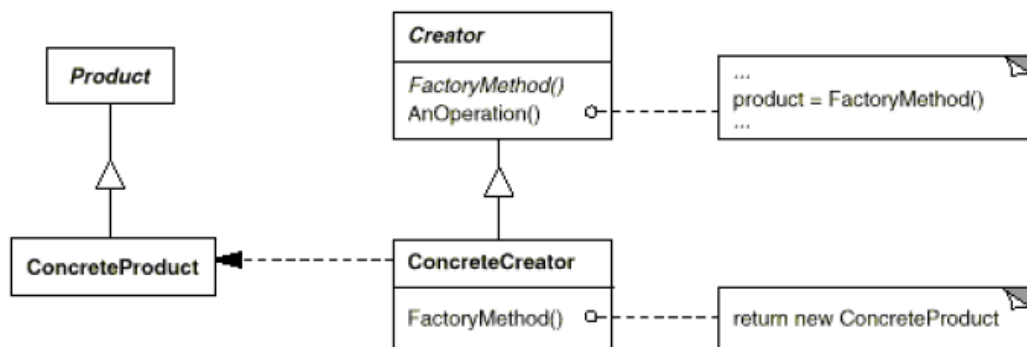 Product
ConcreteProduct
Creator
FactoryMethod()
AnOperation()
...
product = FactoryMethod()
...
ConcreteCreator
FactoryMethod()
return new ConcreteProduct